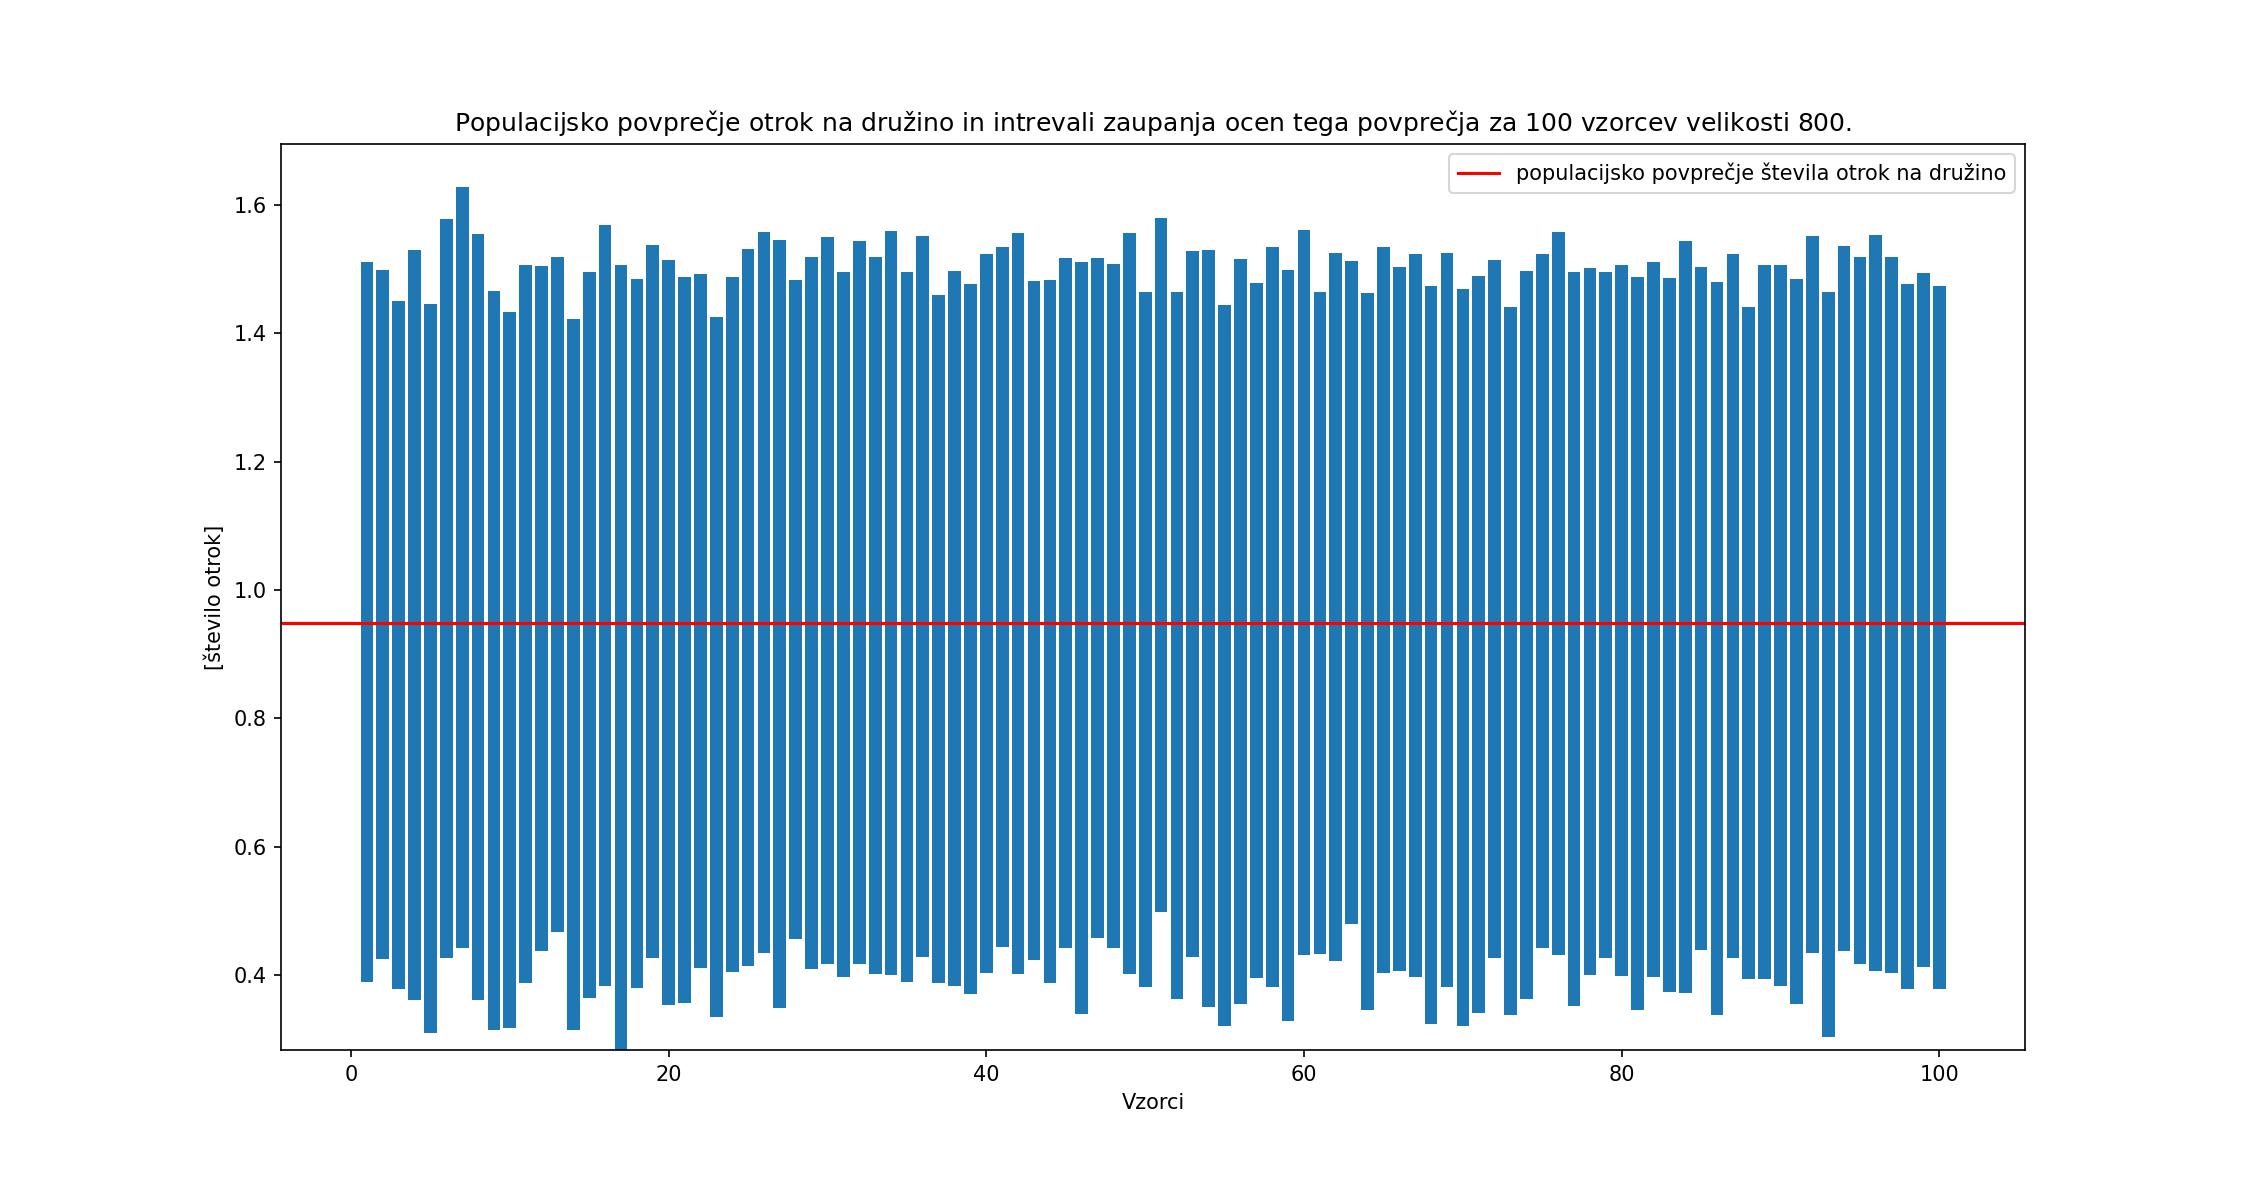 Populacijsko povprečje otrok na družino in intrevali zaupanja ocen tega povprečja za 100 vzorcev velikosti 800.
populacijsko povprečje števila otrok na družino
1.6
1.4
1.2
1.0
0.8
0.6
0.4
[število otrok]
0 20 40 60 80 100
Vzorci